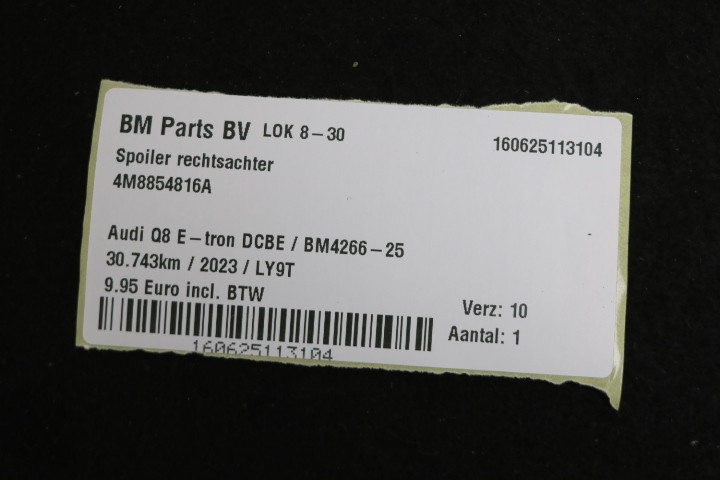 BM Parts BV LOK 8-30 160625113104
Spoiler rechtsachter
4M8854816A
Audi Q8 E-tron DCBE / BM4266-25
30.743km / 2023 / LY9T
9.95 Euro incl. BTW
Verz: 10
Aantal: 1
160625113104